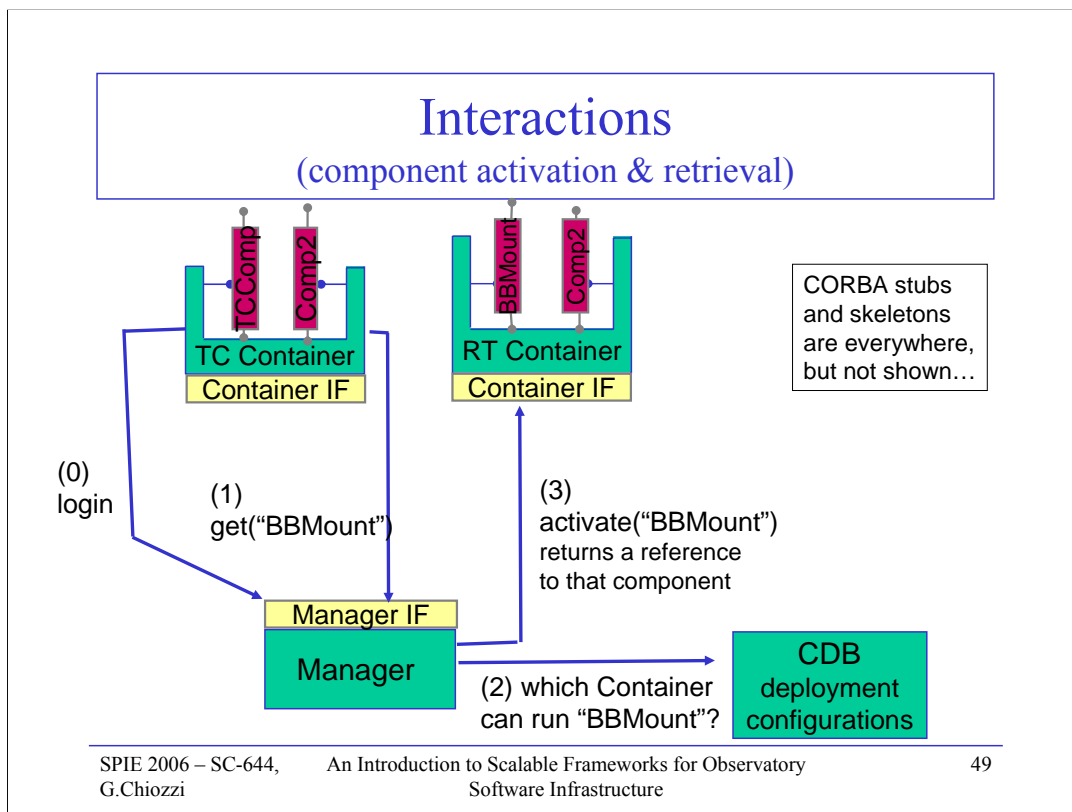 Interactions
(component activation & retrieval)
TCComp
Comp2
BBMount
Comp2
TC Container
Container IF
RT Container
Container IF
CORBA stubs
and skeletons
are everywhere,
but not shown…
(0)
login
(1)
get(“BBMount”)
(3)
activate(“BBMount”)
returns a reference
to that component
Manager IF
Manager
(2) which Container
can run “BBMount”?
CDB
deployment
configurations
SPIE 2006 – SC-644,
G.Chiozzi
An Introduction to Scalable Frameworks for Observatory
Software Infrastructure
49